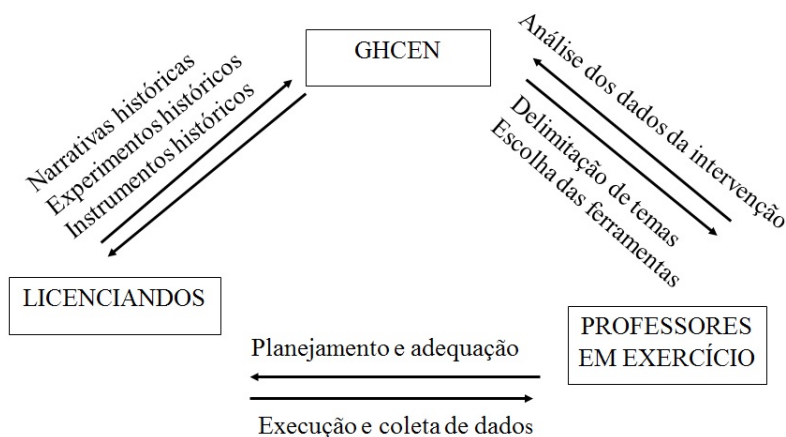 GHCEN
Narrativas históricas
Experimentos históricos
Instrumentos históricos
Análise dos dados da intervenção
Delimitação de temas
Escolha das ferramentas
LICENCIANDOS
PROFESSORES
EM EXERCÍCIO
Planejamento e adequação
Execução e coleta de dados